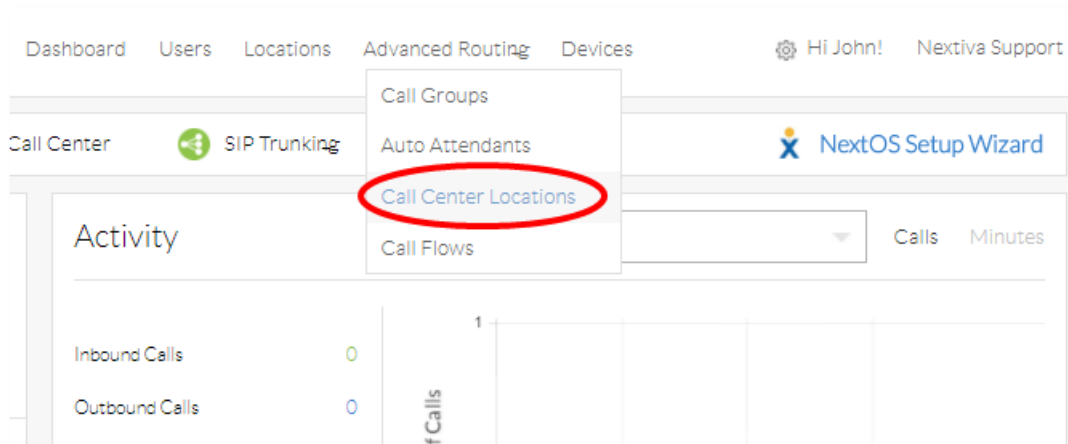 Dashboard Users Locations Advanced Routing Devices Hi John! Nextiva Support
Call Groups
Call Center SIP Trunking Auto Attendants NextOS Setup Wizard
Call Center Locations
Activity Calls Minutes
Call Flows
1
Inbound Calls 0
Outbound Calls 0
Calls